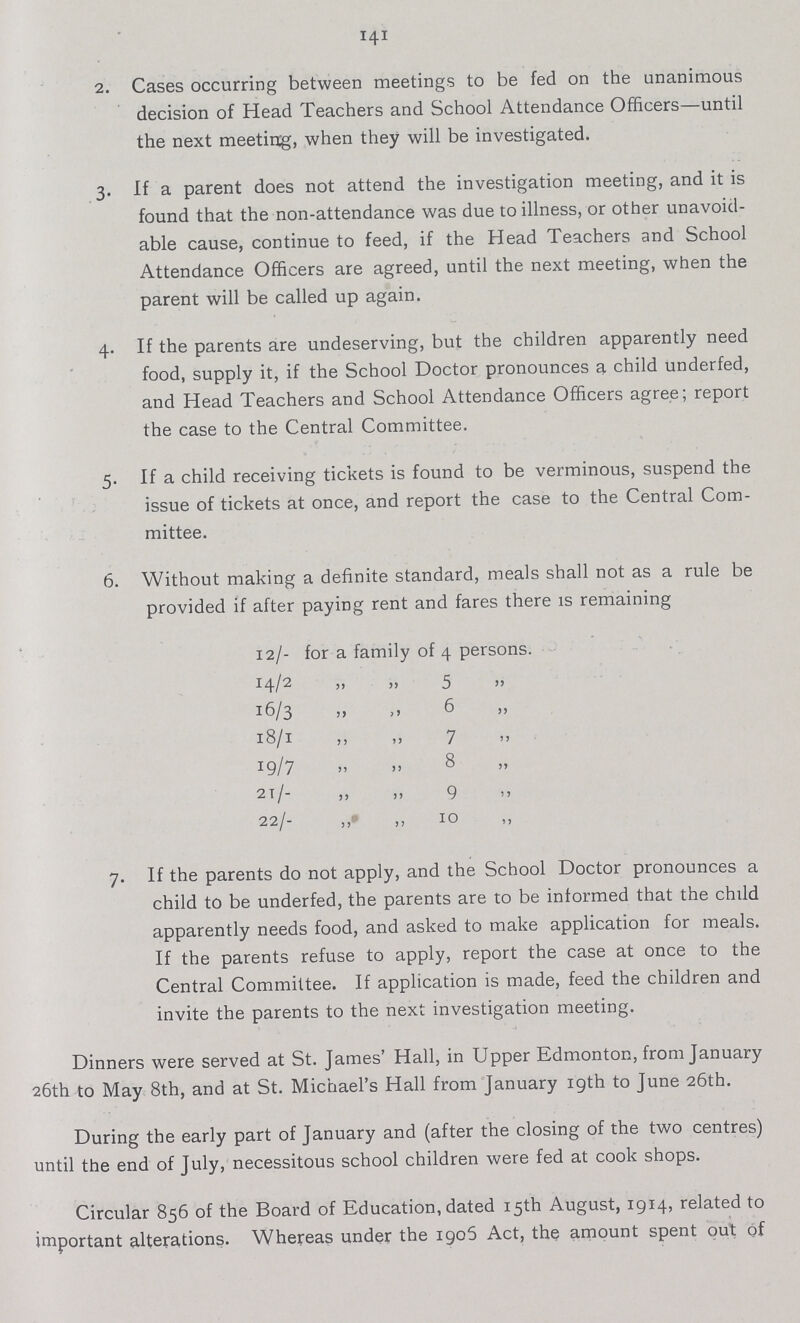 141
2. Cases occurring between meetings to be fed on the unanimous
decision of Head Teachers and School Attendance Officers—until
the next meeting, when they will be investigated.
3. If a parent does not attend the investigation meeting, and it is
found that the non-attendance was due to illness, or other unavoid-
able cause, continue to feed, if the Head Teachers and School
Attendance Officers are agreed, until the next meeting, when the
parent will be called up again.
4. If the parents are undeserving, but the children apparently need
food, supply it, if the School Doctor pronounces a child underfed,
and Head Teachers and School Attendance Officers agree; report
the case to the Central Committee.
5. If a child receiving tickets is found to be verminous, suspend the
issue of tickets at once, and report the case to the Central Com-
mittee.
6. Without making a definite standard, meals shall not as a rule be
provided if after paying rent and fares there is remaining
12/- for a family of 4 persons.
14/2 „ „ 5 „
16/3 „ „ 6 „
18/1 „ „ 7 „
19/7 „ „ 8 „
21/- „ „ 9 „
22/- „ „ 10 „
7. If the parents do not apply, and the School Doctor pronounces a
child to be underfed, the parents are to be informed that the child
apparently needs food, and asked to make application for meals.
If the parents refuse to apply, report the case at once to the
Central Committee. If application is made, feed the children and
invite the parents to the next investigation meeting.
Dinners were served at St. James' Hall, in Upper Edmonton, from January
26th to May 8th, and at St. Michael's Hall from January 19th to June 26th.
During the early part of January and (after the closing of the two centres)
until the end of July, necessitous school children were fed at cook shops.
Circular 856 of the Board of Education, dated 15th August, 1914, related to
important alterations. Whereas under the 1906 Act, the amount spent out of